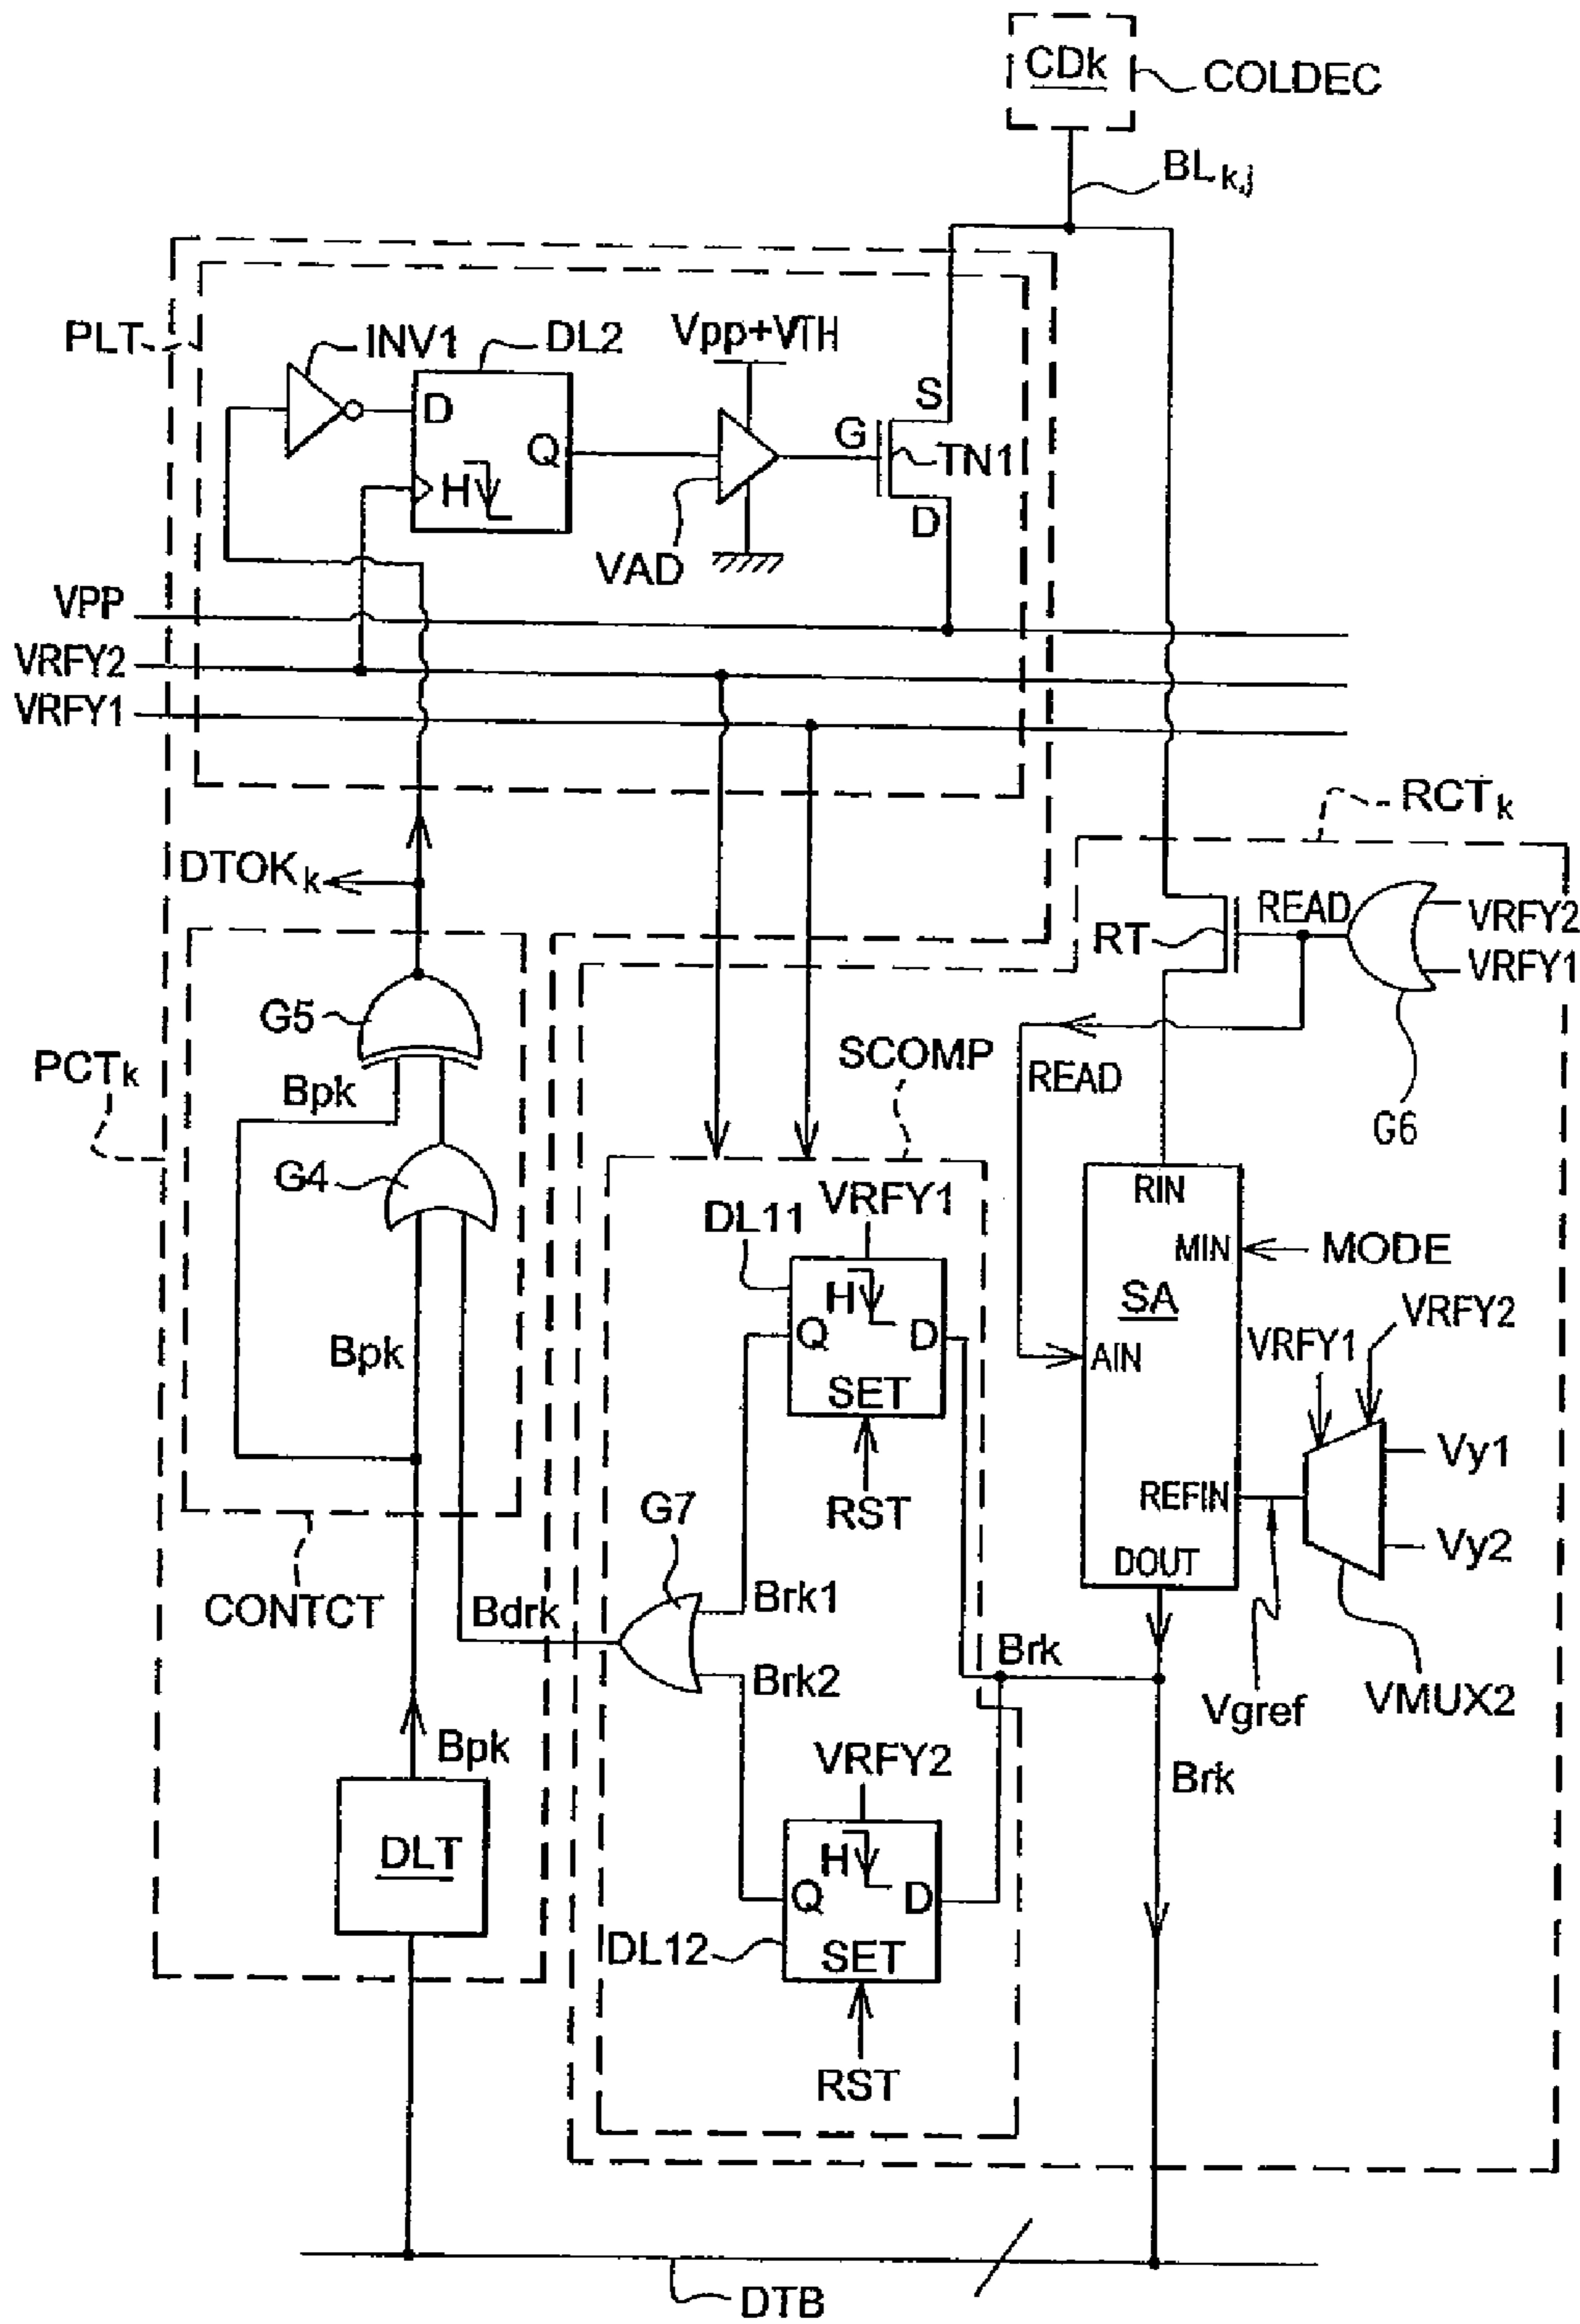 CDk
COLDEC
BLk,j
PLT
INV1
DL2
Vpp+VTH
D
Q
H
G
S
TN1
D
VAD
VPP
VRFY2
VRFY1
RCTk
DTOKk
READ
VRFY2
RT
VRFY1
G5
SCOMP
PCTk
Bpk
READ
G6
G4
VRFY1
RIN
DL11
MIN
MODE
H
SA
VRFY2
Bpk
Q
D
AIN
VRFY1
SET
Vy1
G7
RST
REFIN
Vy2
DOUT
CONTCT
Bdrk
Brk1
Brk
Brk2
Vgref
VMUX2
Bpk
VRFY2
Brk
DLT
H
Q
D
DL12
SET
RST
DTB